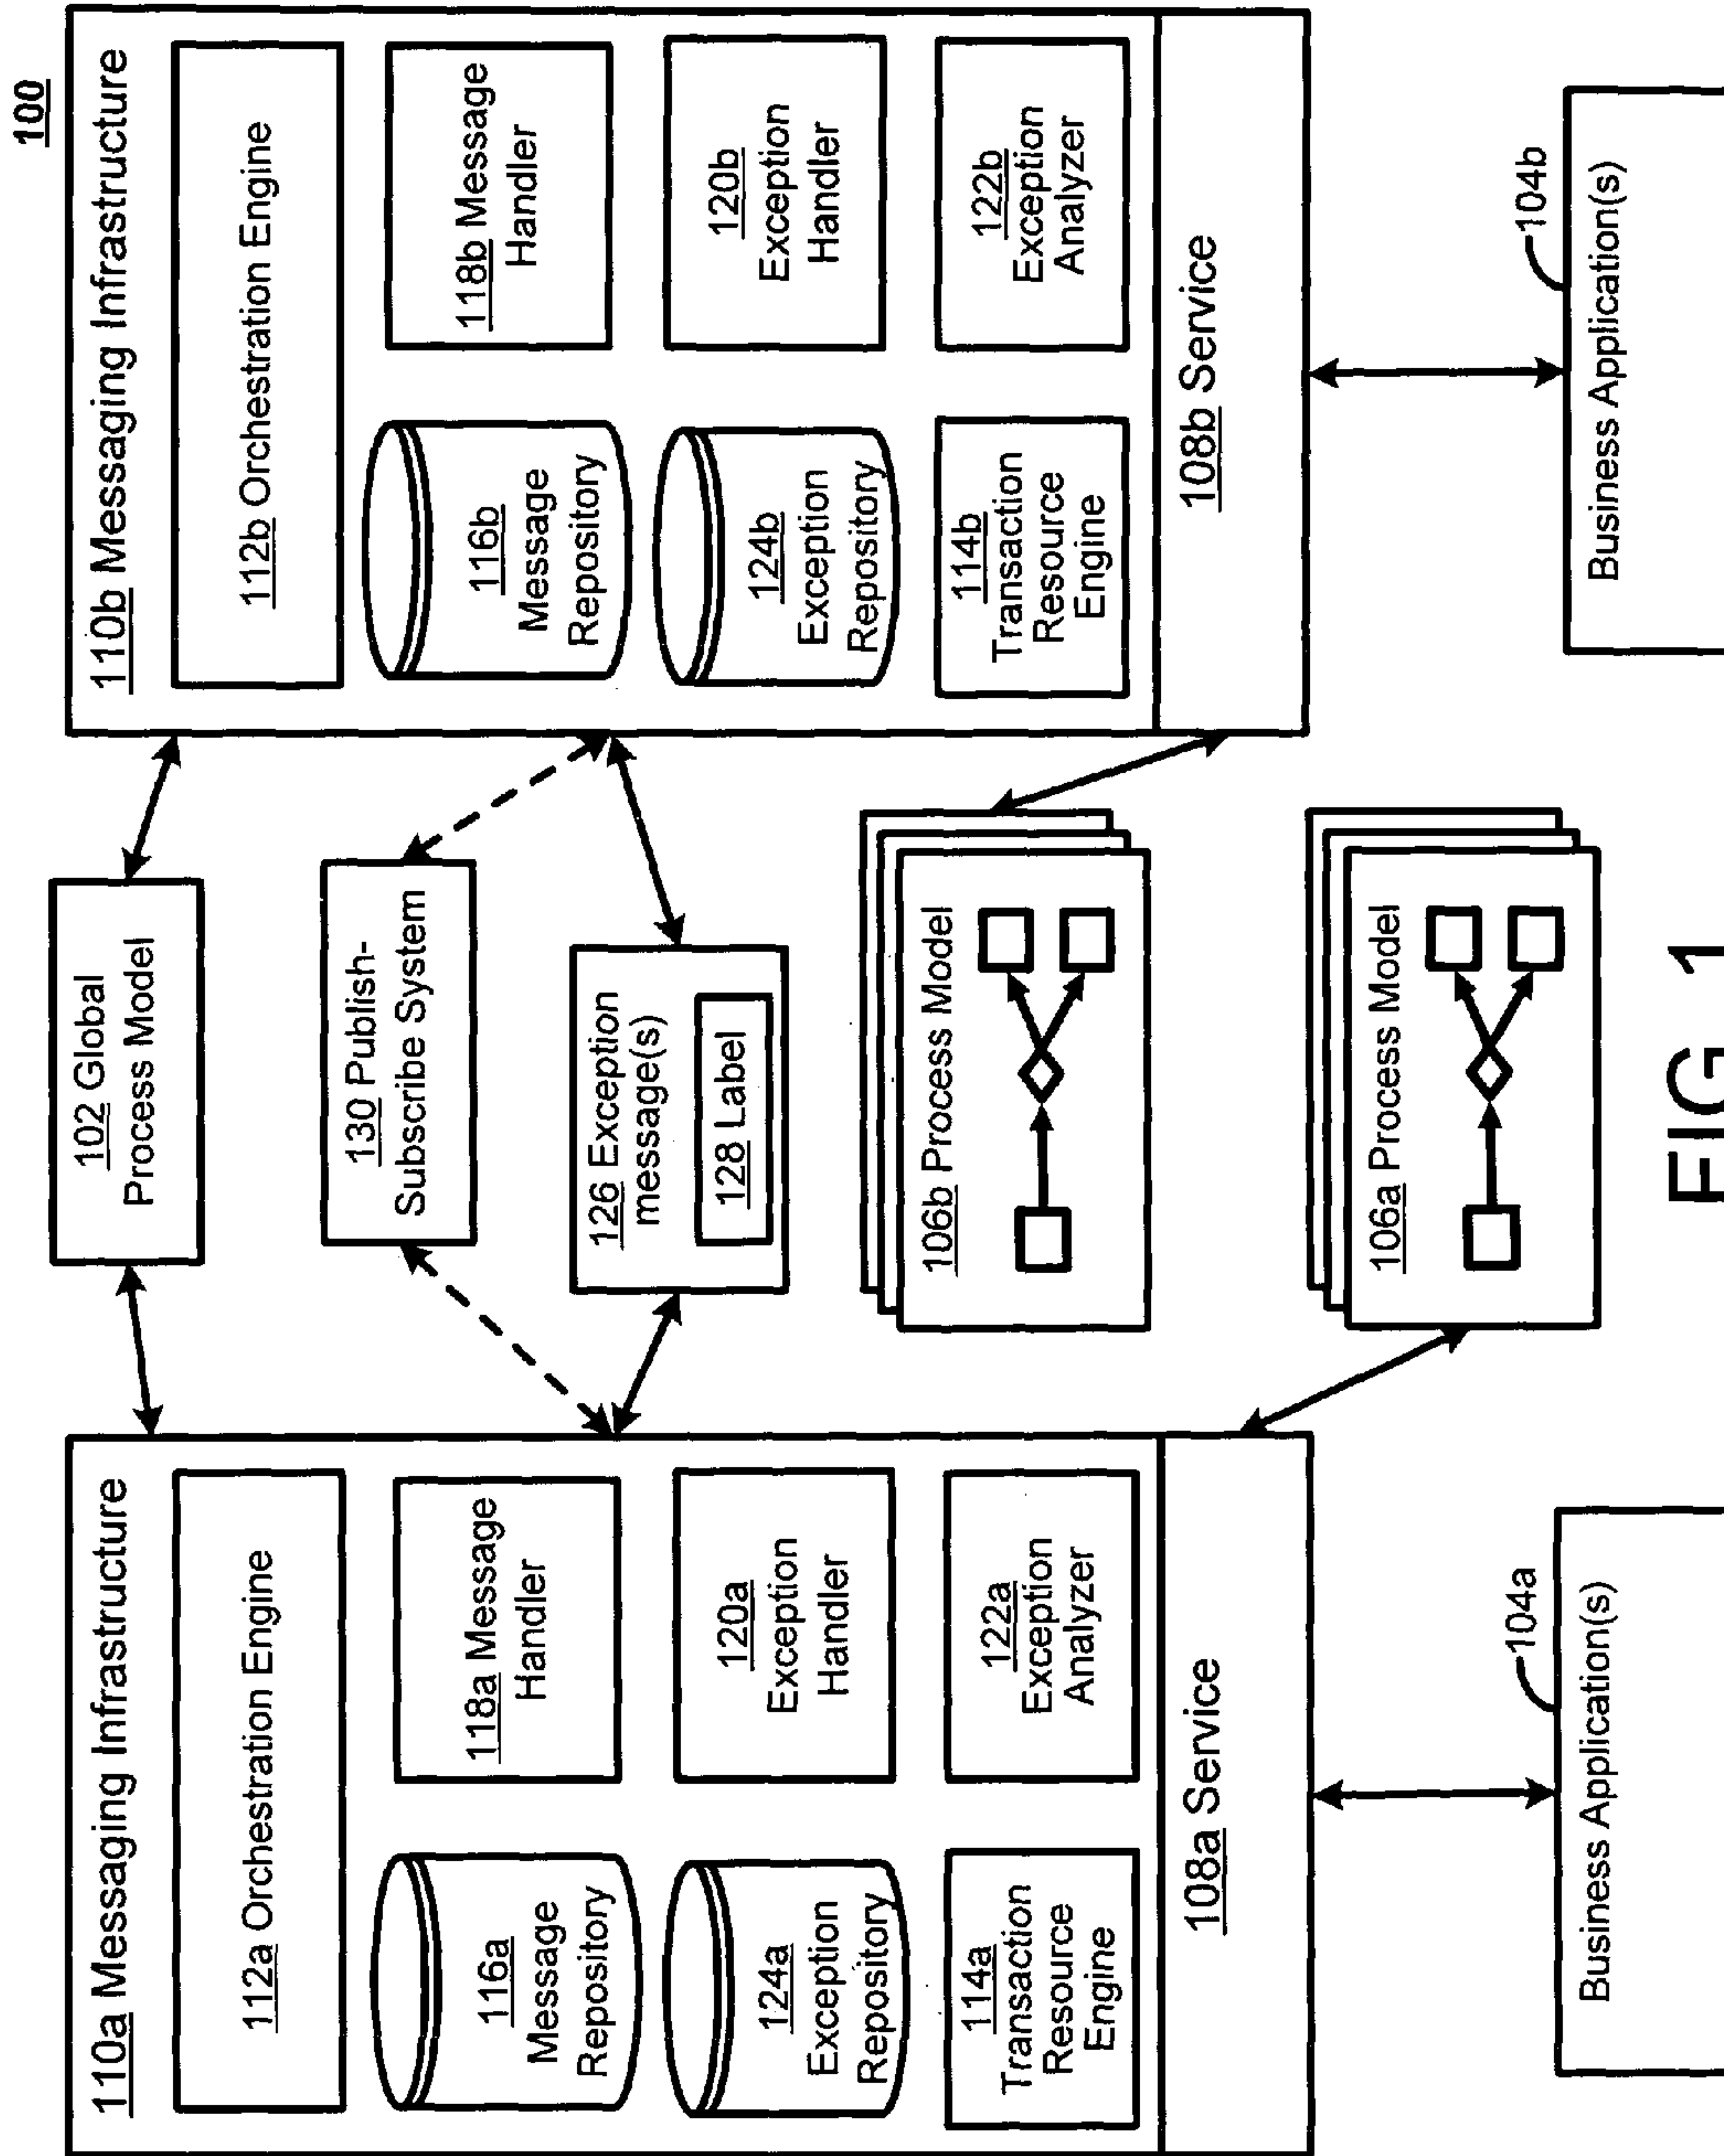 100
110a Messaging Infrastructure
112a Orchestration Engine
116a
Message
Repository
118a Message
Handler
124a
Exception
Repository
120a
Exception
Handler
114a
Transaction
Resource
Engine
122a
Exception
Analyzer
108a Service
104a
Business Application(s)
102 Global
Process Model
130 Publish-
Subscribe System
126 Exception
message(s)
128 Label
106b Process Model
106a Process Model
110b Messaging Infrastructure
112b Orchestration Engine
116b
Message
Repository
118b Message
Handler
124b
Exception
Repository
120b
Exception
Handler
114b
Transaction
Resource
Engine
122b
Exception
Analyzer
108b Service
104b
Business Application(s)
FIG 1